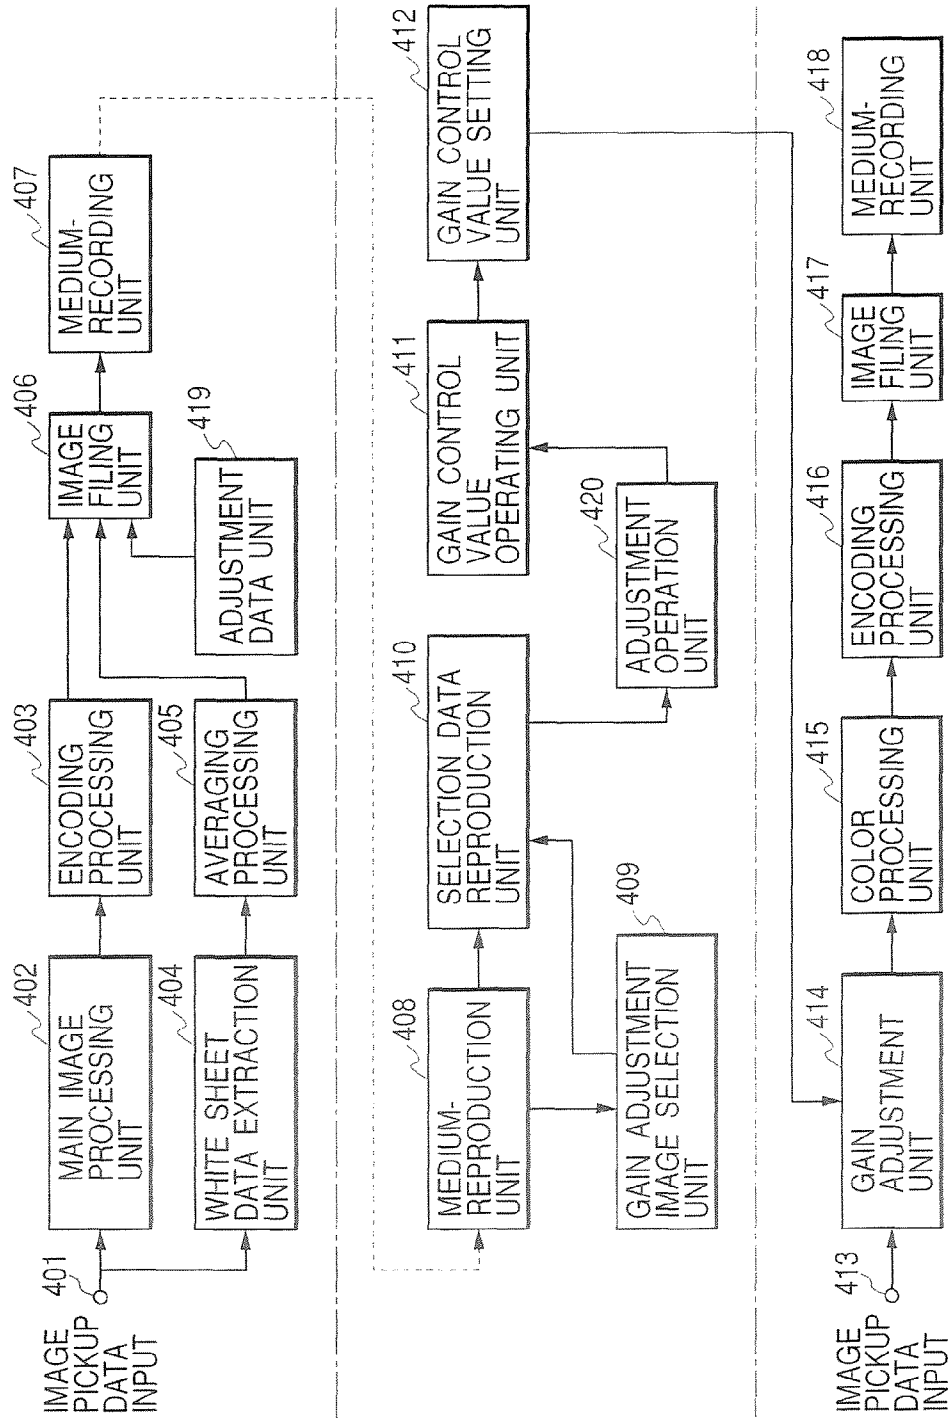 IMAGE
PICKUP
DATA
INPUT
401
402
MAIN IMAGE
PROCESSING
UNIT
403
ENCODING
PROCESSING
UNIT
404
WHITE SHEET
DATA EXTRACTION
UNIT
405
AVERAGING
PROCESSING
UNIT
406
IMAGE
FILING
UNIT
407
MEDIUM-
RECORDING
UNIT
419
ADJUSTMENT
DATA UNIT
408
MEDIUM-
REPRODUCTION
UNIT
409
GAIN ADJUSTMENT
IMAGE SELECTION
UNIT
410
SELECTION DATA
REPRODUCTION
UNIT
420
ADJUSTMENT
OPERATION
UNIT
411
GAIN CONTROL
VALUE
OPERATING UNIT
412
GAIN CONTROL
VALUE SETTING
UNIT
IMAGE
PICKUP
DATA
INPUT
413
414
GAIN
ADJUSTMENT
UNIT
415
COLOR
PROCESSING
UNIT
416
ENCODING
PROCESSING
UNIT
417
IMAGE
FILING
UNIT
418
MEDIUM-
RECORDING
UNIT